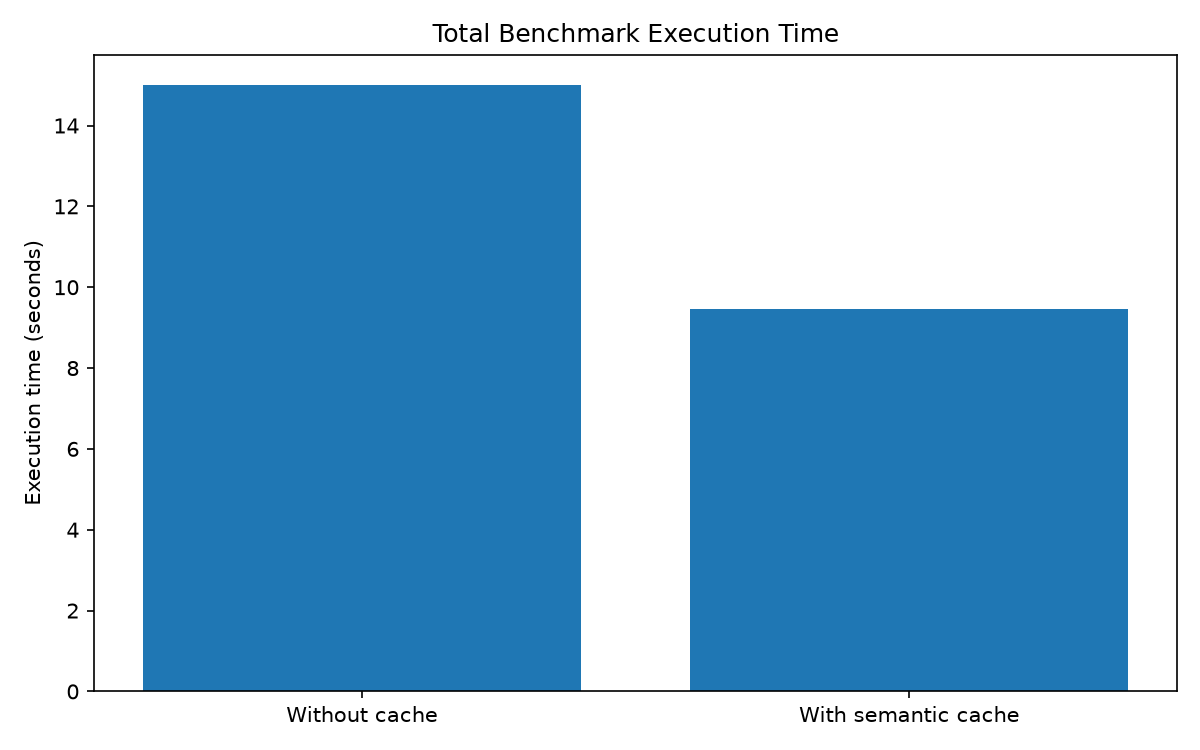 Total Benchmark Execution Time
Execution time (seconds)
14
12
10
8
6
4
2
0
Without cache
With semantic cache